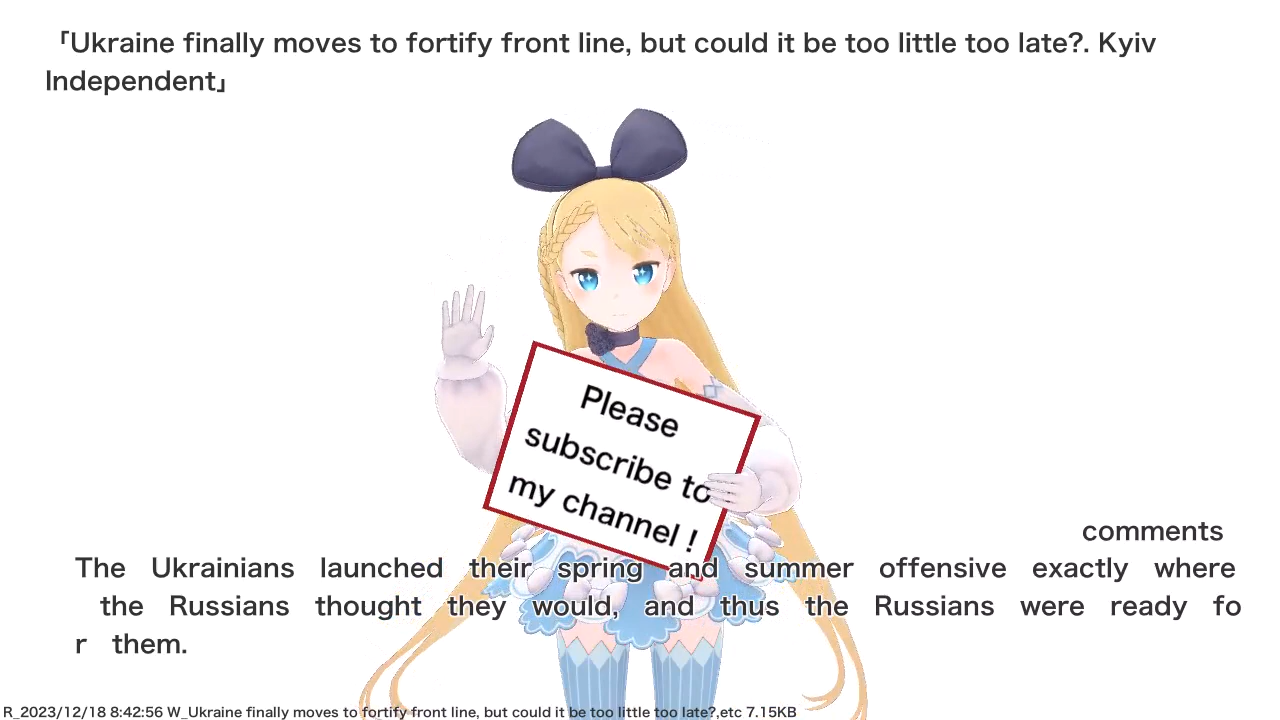 「Ukraine finally moves to fortify front line, but could it be too little too late?. Kyiv
Independent」
Please
subscribe to
my channel !
comments
The Ukrainians launched their spring and summer offensive exactly where
the Russians thought they would, and thus the Russians were ready fo
r them.
R_2023/12/18 8:42:56 W_Ukraine finally moves to fortify front line, but could it be too little too late?,etc 7.15KB